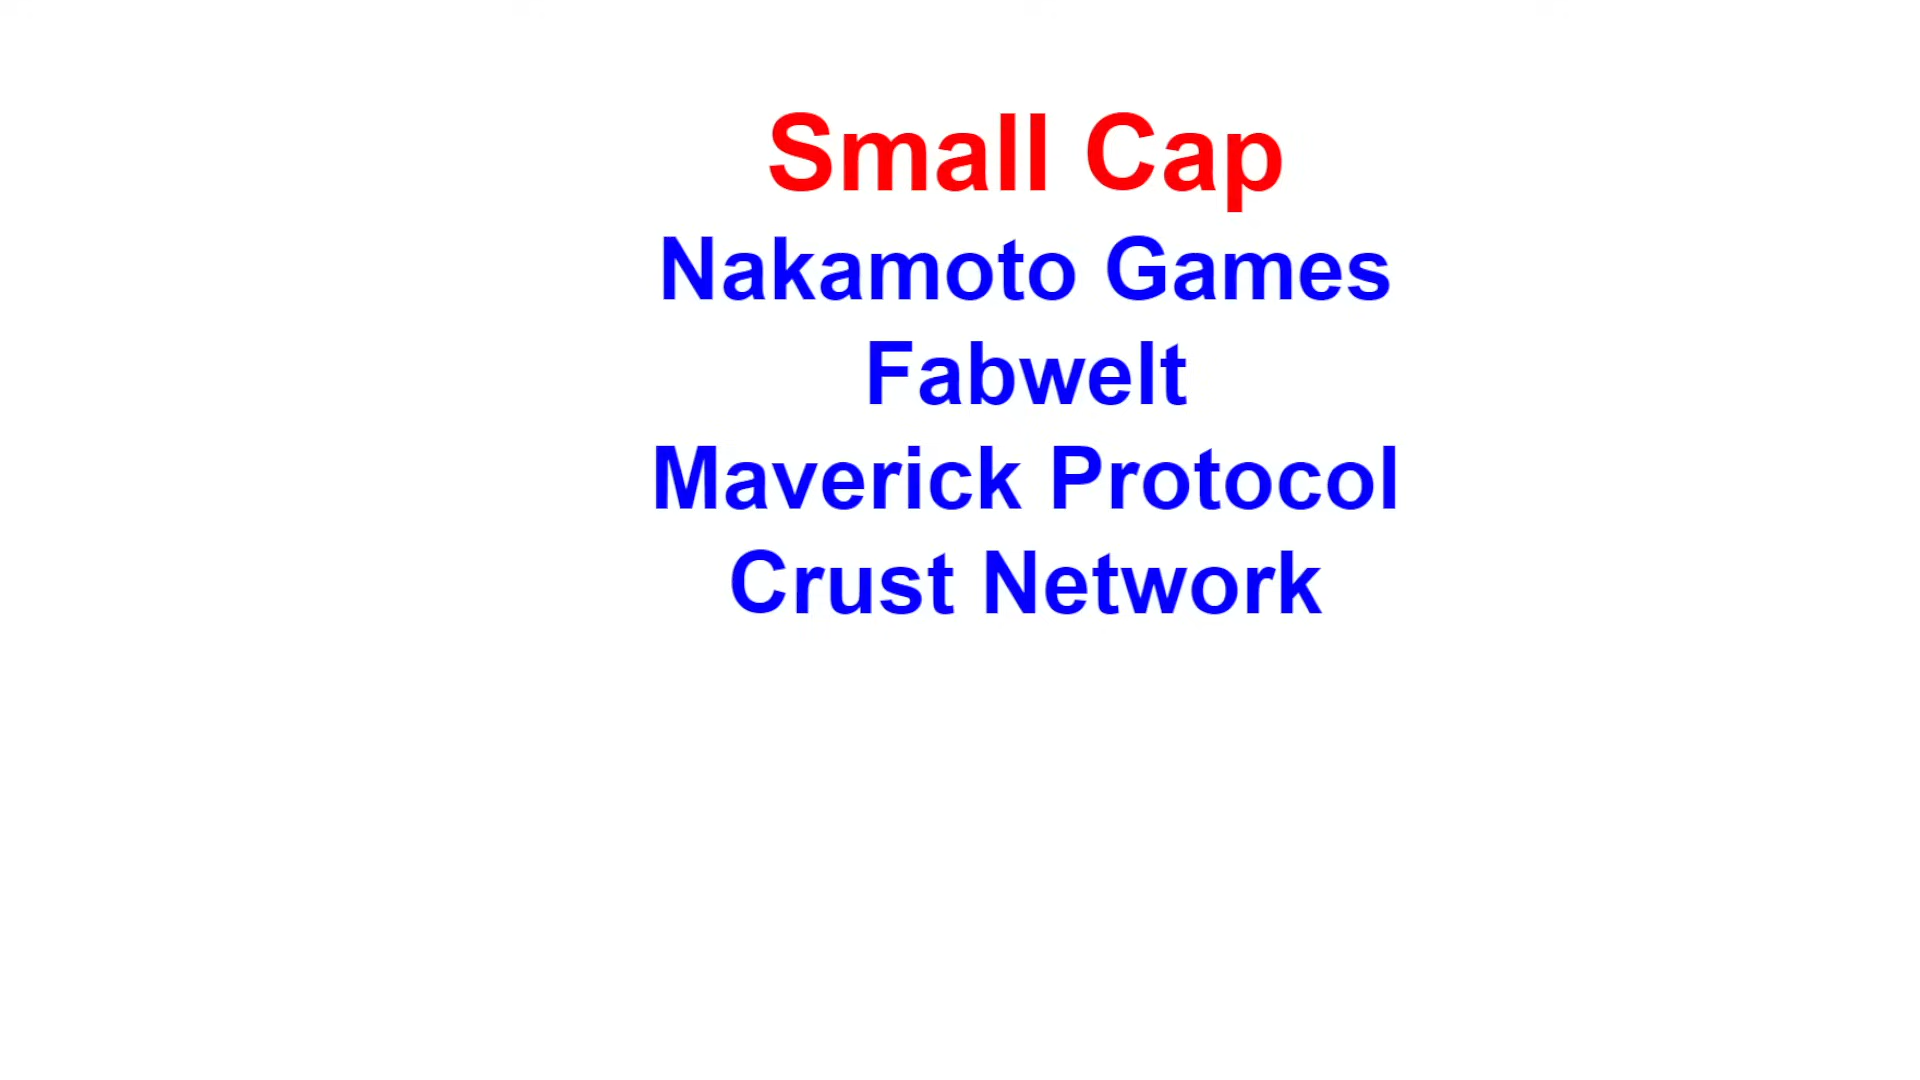 Small Cap
Nakamoto Games
Fabwelt
Maverick Protocol
Crust Network